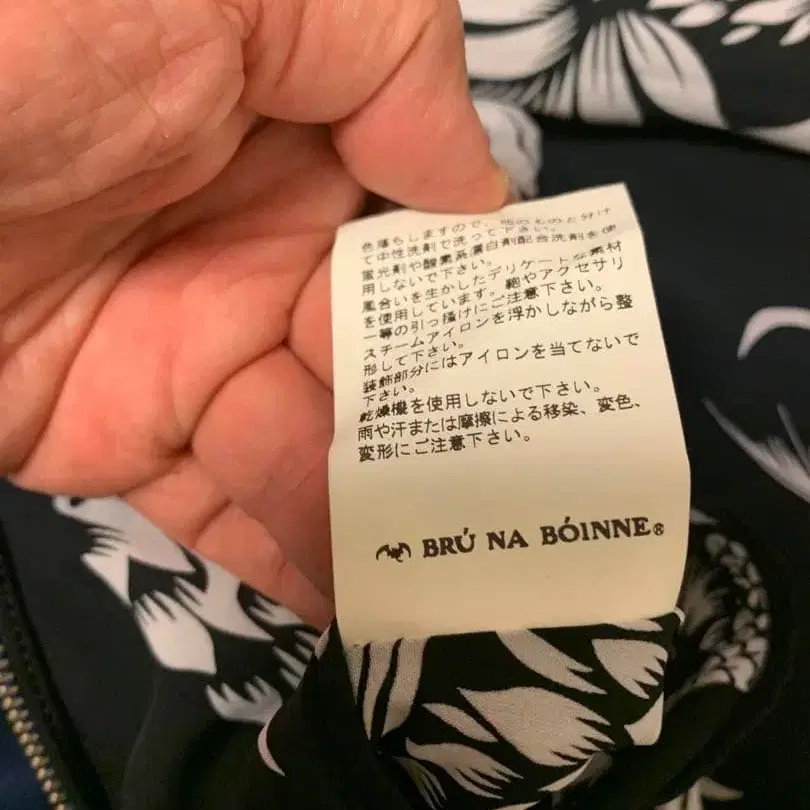 色落ちしますので、他のものと分け
て中性洗剤で洗って下さい。
蛍光剤や酸素系漂白剤配合洗剤を使
用しないで下さい。
風合いを生かしたデリケートな素材
を使用しています。鞄やアクセサリ
ー等の引っ掻けにご注意下さい。
スチームアイロンを浮かしながら整
形して下さい。
装飾部分にはアイロンを当てないで
下さい。
乾燥機を使用しないで下さい。
雨や汗または摩擦による移染、変色、
変形にご注意下さい。
BRÚ NA BÓINNE®